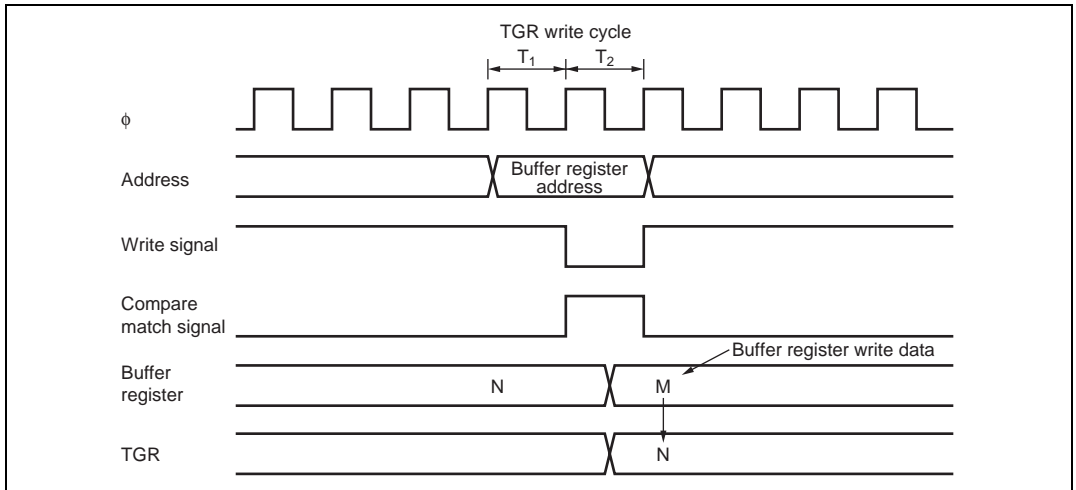 TGR write cycle
T1 T2
ϕ
Address
Buffer register
address
Write signal
Compare
match signal
Buffer register write data
Buffer
register
N M
TGR
N